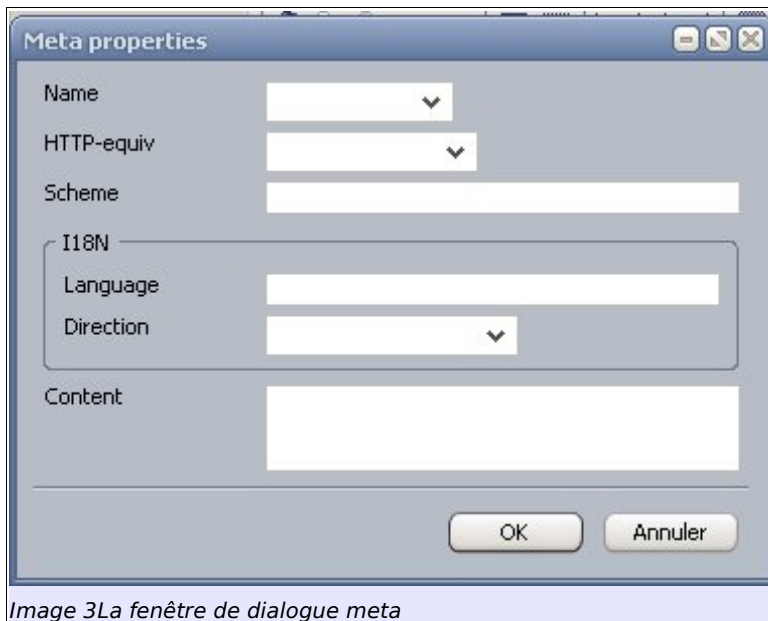 Meta properties
Name
HTTP-equiv
Scheme
I18N
Language
Direction
Content
OK Annuler
Image 3La fenêtre de dialogue meta